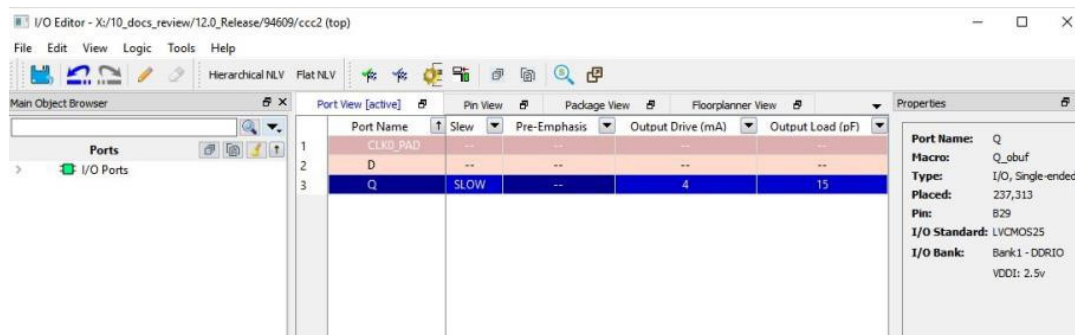 I/O Editor - X:/10_docs_review/12.0_Release/94609/ccc2 (top)
File Edit View Logic Tools Help
Hierarchical NLV Flat NLV
Main Object Browser
Ports
I/O Ports
Port View [active] Pin View Package View Floorplanner View
Port Name Slew Pre-Emphasis Output Drive (mA) Output Load (pF)
1 CLK0_PAD -- -- -- --
2 D -- -- -- --
3 Q SLOW -- 4 15
Properties
Port Name: Q
Macro: Q_obuf
Type: I/O, Single-ended
Placed: 237,313
Pin: B29
I/O Standard: LVCMOS25
I/O Bank: Bank1 - DDRIO
VDDI: 2.5v